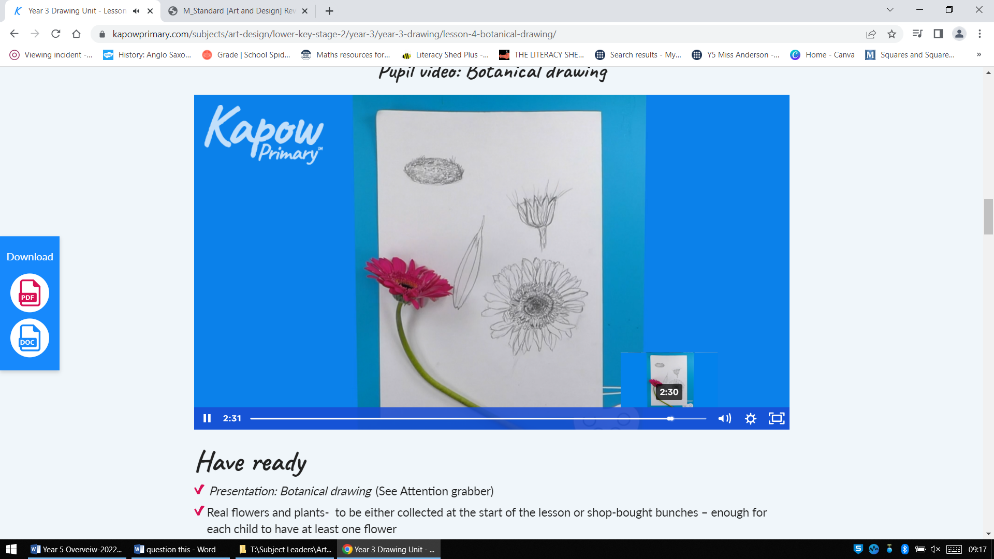 Year 3 Drawing Unit - Lesson
M_Standard [Art and Design] Rev
kapowprimary.com/subjects/art-design/lower-key-stage-2/year-3/year-3-drawing/lesson-4-botanical-drawing/
Viewing incident -...
History: Anglo Saxo...
Grade | School Spid...
Maths resources for...
Literacy Shed Plus -...
THE LITERACY SHE...
Search results - My...
Y5 Miss Anderson -...
Home - Canva
Squares and Square...
»
Pupil video: Botanical drawing
Kapow
Primary™
Download
PDF
DOC
2:30
2:31
Have ready
Presentation: Botanical drawing (See Attention grabber)
Real flowers and plants- to be either collected at the start of the lesson or shop-bought bunches – enough for
each child to have at least one flower
Year 5 Overveiw-2022...
question this - Word
T:\Subject Leaders\Art...
Year 3 Drawing Unit - ...
09:17